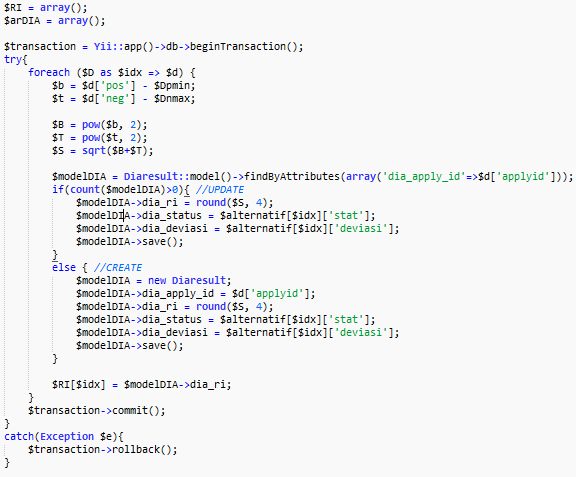 $RI = array();
$arDIA = array();
$transaction = Yii::app()->db->beginTransaction();
try{
foreach ($D as $idx => $d) {
$b = $d['pos'] - $Dpmin;
$t = $d['neg'] - $Dnmax;
$B = pow($b, 2);
$T = pow($t, 2);
$S = sqrt($B+$T);
$modelDIA = Diaresult::model()->findByAttributes(array('dia_apply_id'=>$d['applyid']));
if(count($modelDIA)>0){ //UPDATE
$modelDIA->dia_ri = round($S, 4);
$modelDIA->dia_status = $alternatif[$idx]['stat'];
$modelDIA->dia_deviasi = $alternatif[$idx]['deviasi'];
$modelDIA->save();
}
else { //CREATE
$modelDIA = new Diaresult;
$modelDIA->dia_apply_id = $d['applyid'];
$modelDIA->dia_ri = round($S, 4);
$modelDIA->dia_status = $alternatif[$idx]['stat'];
$modelDIA->dia_deviasi = $alternatif[$idx]['deviasi'];
$modelDIA->save();
}
$RI[$idx] = $modelDIA->dia_ri;
}
$transaction->commit();
}
catch(Exception $e){
$transaction->rollback();
}